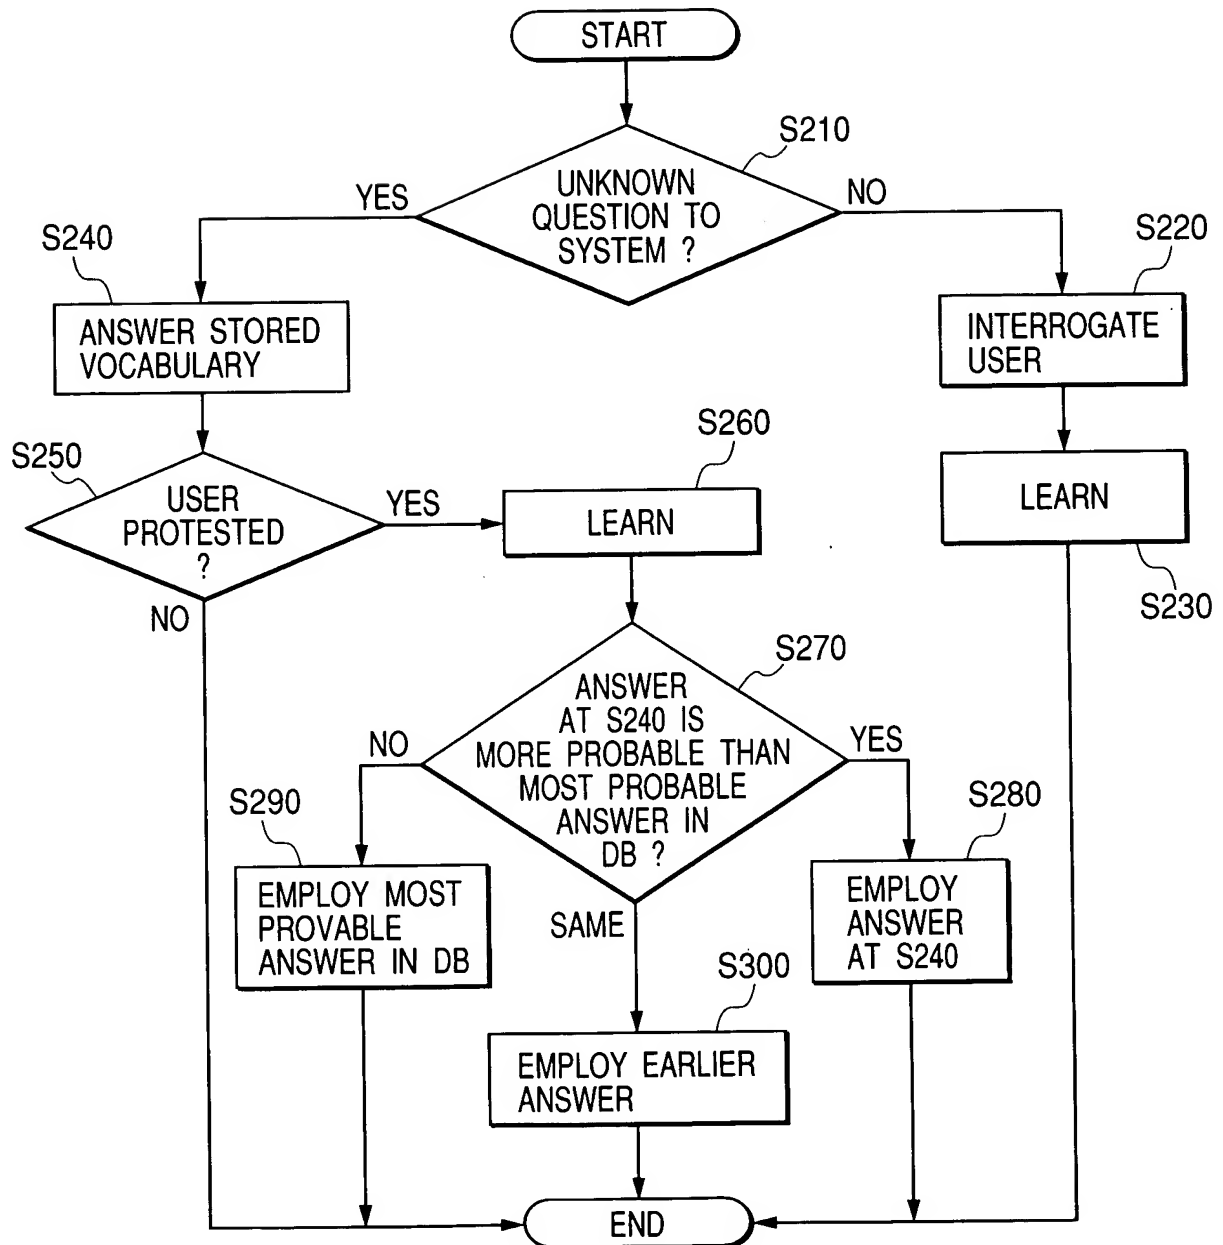 START
S210
UNKNOWN
QUESTION TO
SYSTEM ?
YES
NO
S240
ANSWER STORED
VOCABULARY
S220
INTERROGATE
USER
S250
USER
PROTESTED
?
YES
NO
S260
LEARN
LEARN
S230
S270
ANSWER
AT S240 IS
MORE PROBABLE THAN
MOST PROBABLE
ANSWER IN
DB ?
NO
YES
SAME
S290
EMPLOY MOST
PROVABLE
ANSWER IN DB
S280
EMPLOY
ANSWER
AT S240
S300
EMPLOY EARLIER
ANSWER
END